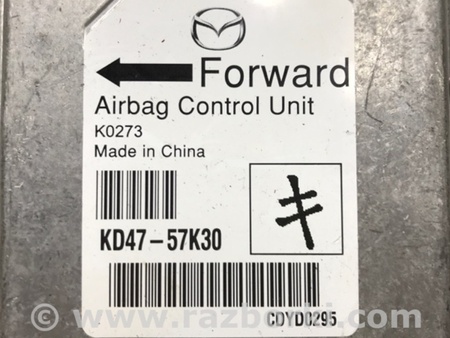 Forward
Airbag Control Unit
K0273
Made in China
キ
KD47-57K30
CDYD0295
© www.razborki.com